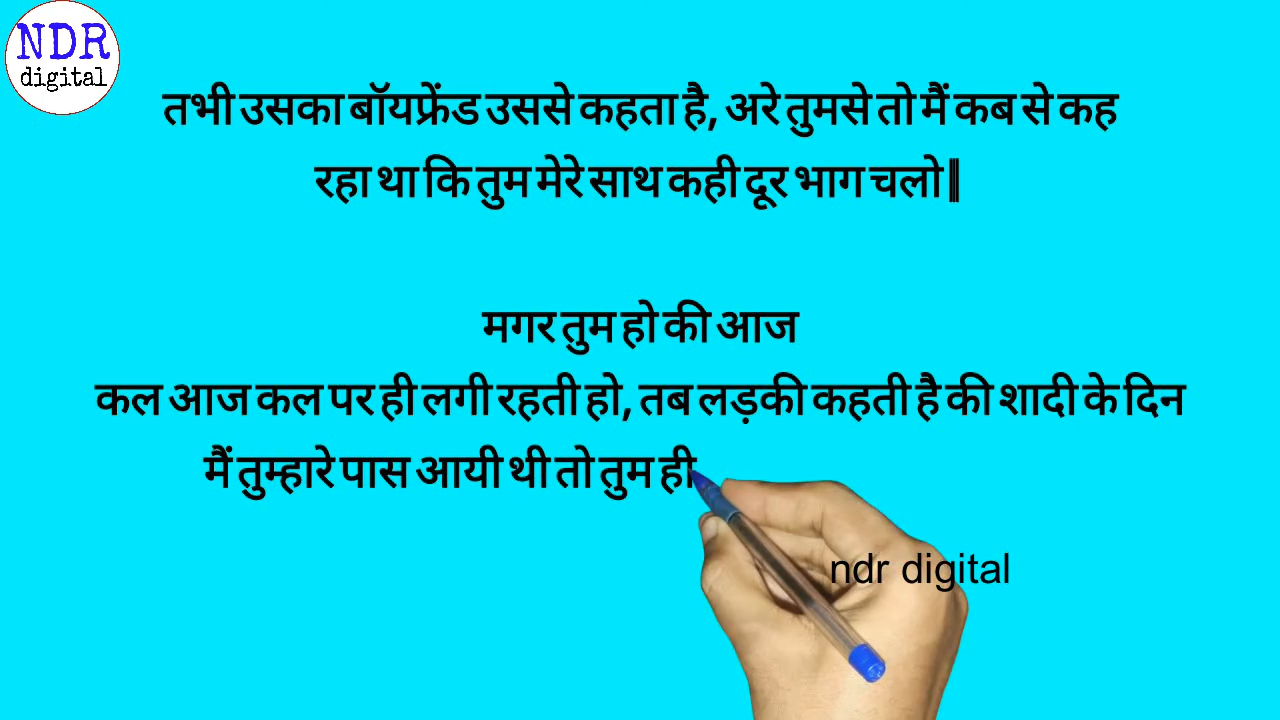 NDR
digital
तभी उसका बॉयफ्रेंड उससे कहता है, अरे तुमसे तो मैं कब से कह
रहा था कि तुम मेरे साथ कही दूर भाग चलो॥
मगर तुम हो की आज
कल आज कल पर ही लगी रहती हो, तब लड़की कहती है की शादी के दिन
मैं तुम्हारे पास आयी थी तो तुम ही
ndr digital